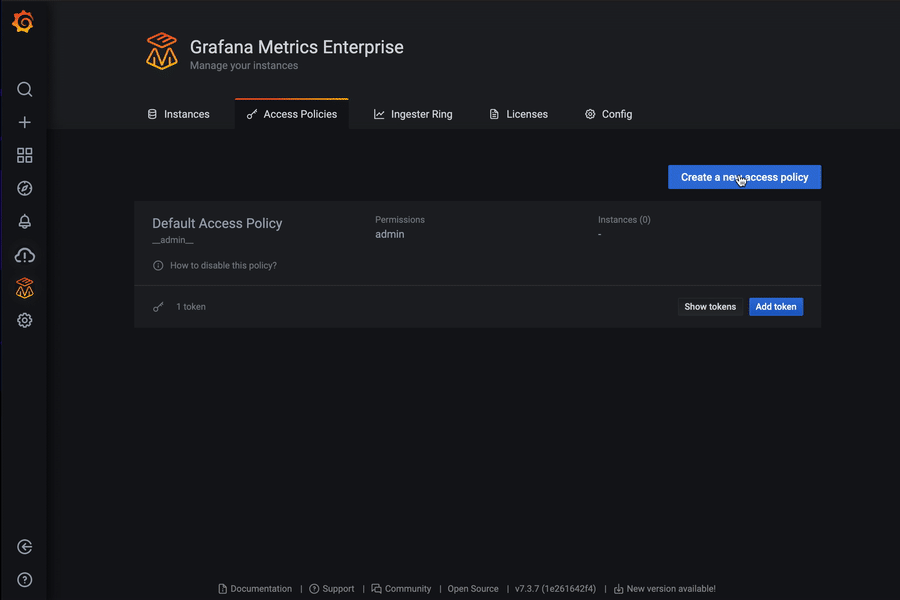 Grafana Metrics Enterprise
Manage your instances
Instances
Access Policies
Ingester Ring
Licenses
Config
Create a new access policy
Default Access Policy
__admin__
Permissions
admin
Instances (0)
-
How to disable this policy?
1 token
Show tokens
Add token
Documentation | Support | Community | Open Source | v7.3.7 (1e261642f4) | New version available!